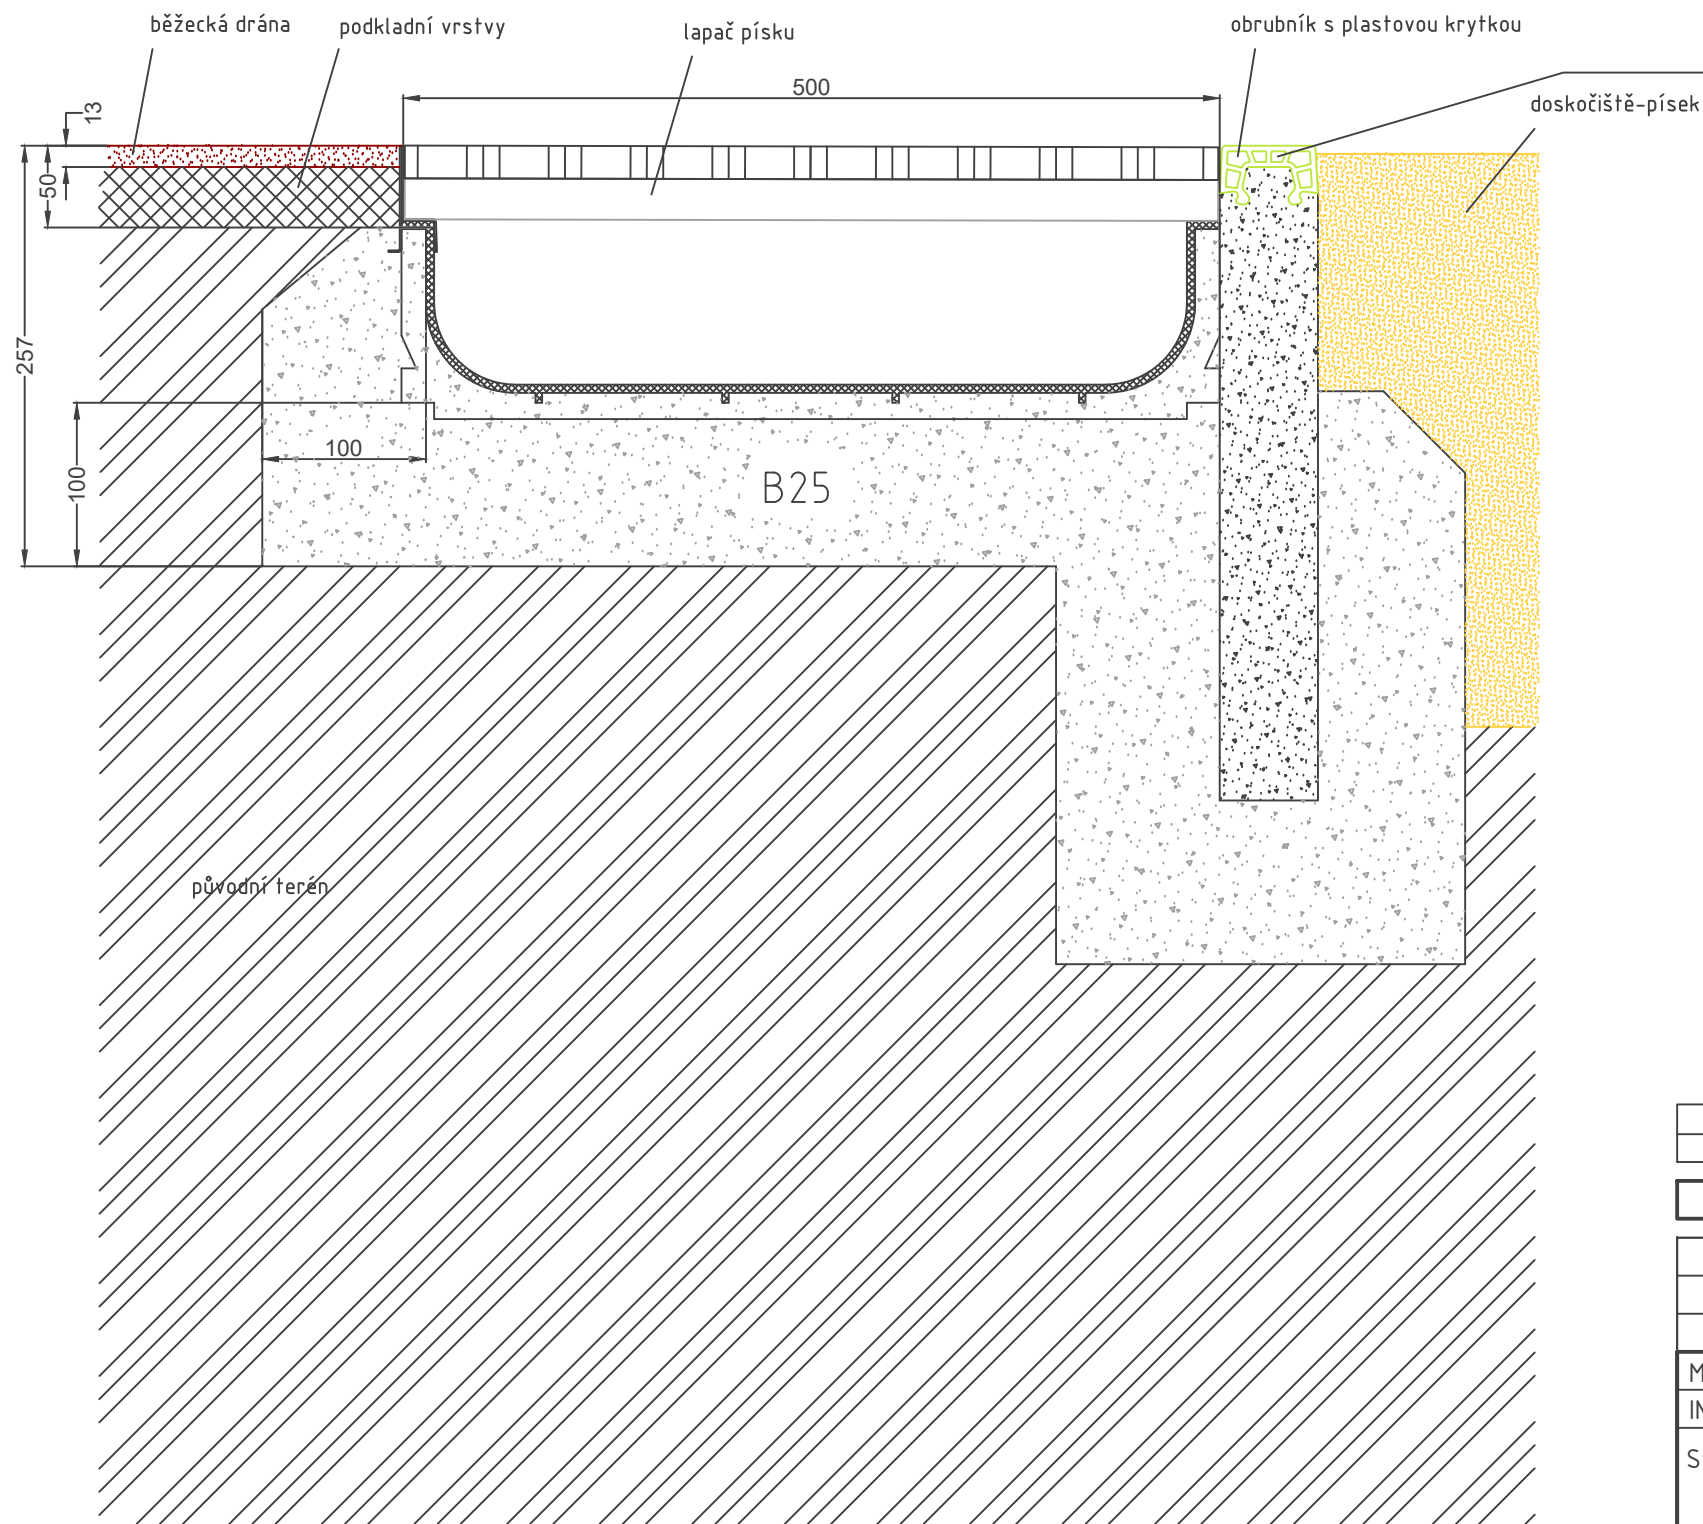 běžecká drána
podkladní vrstvy
lapač písku
obrubník s plastovou krytkou
doskočiště-písek
500
13
50
257
100
100
B25
původní terén
M
IN
S